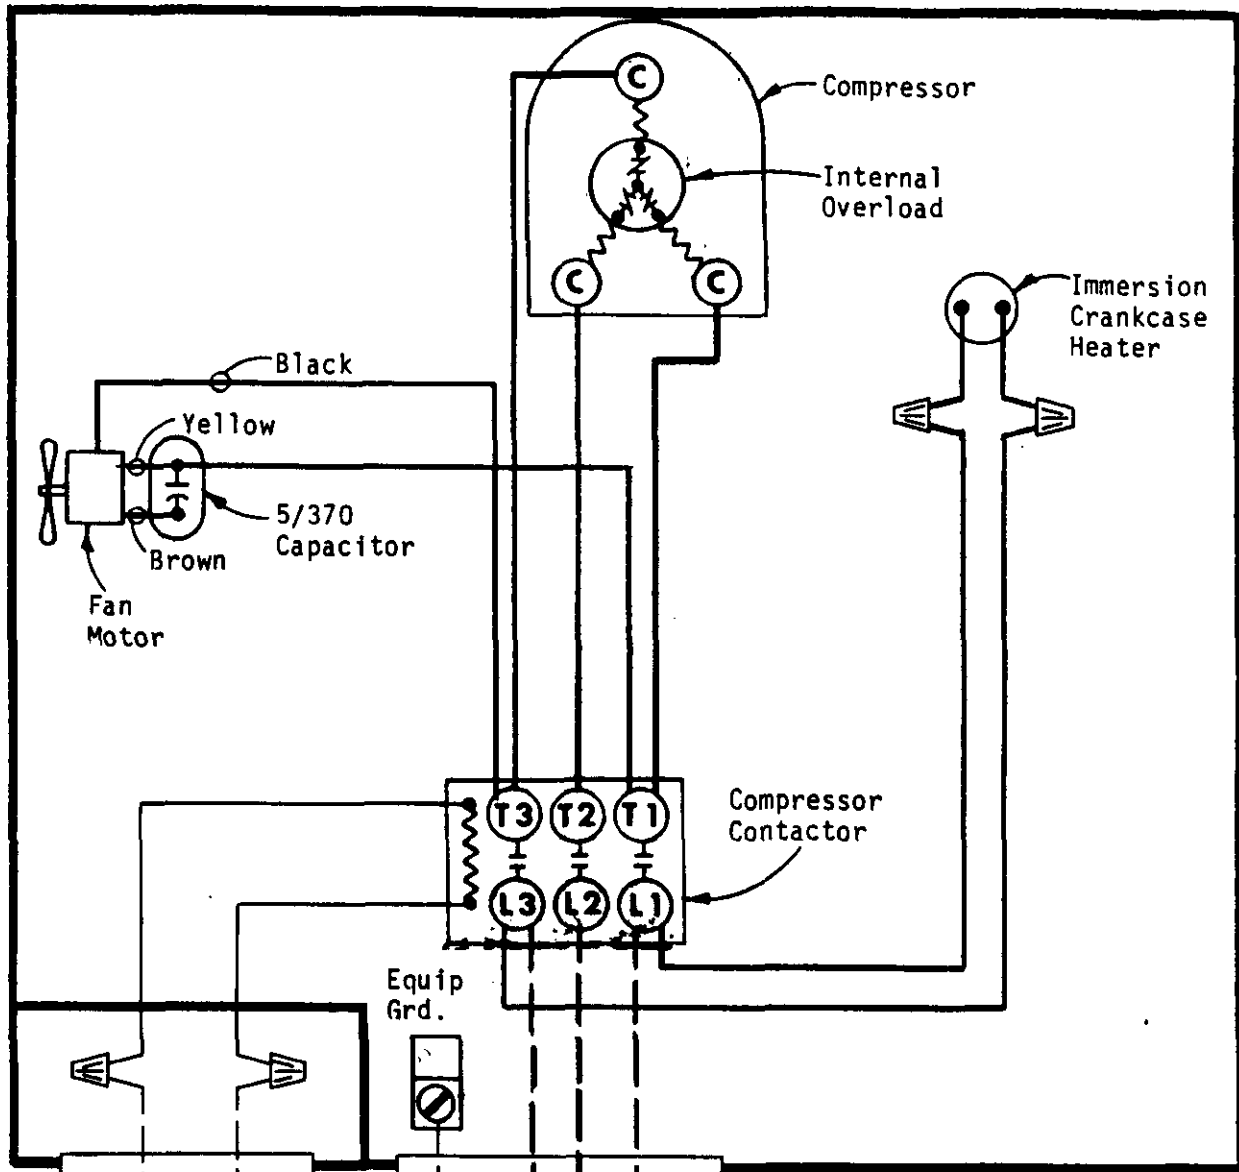 C
Compressor
Internal
Overload
C
C
Immersion
Crankcase
Heater
Black
Yellow
5/370
Capacitor
Brown
Fan
Motor
T3
T2
T1
Compressor
Contactor
L3
L2
L1
Equip
Grd.